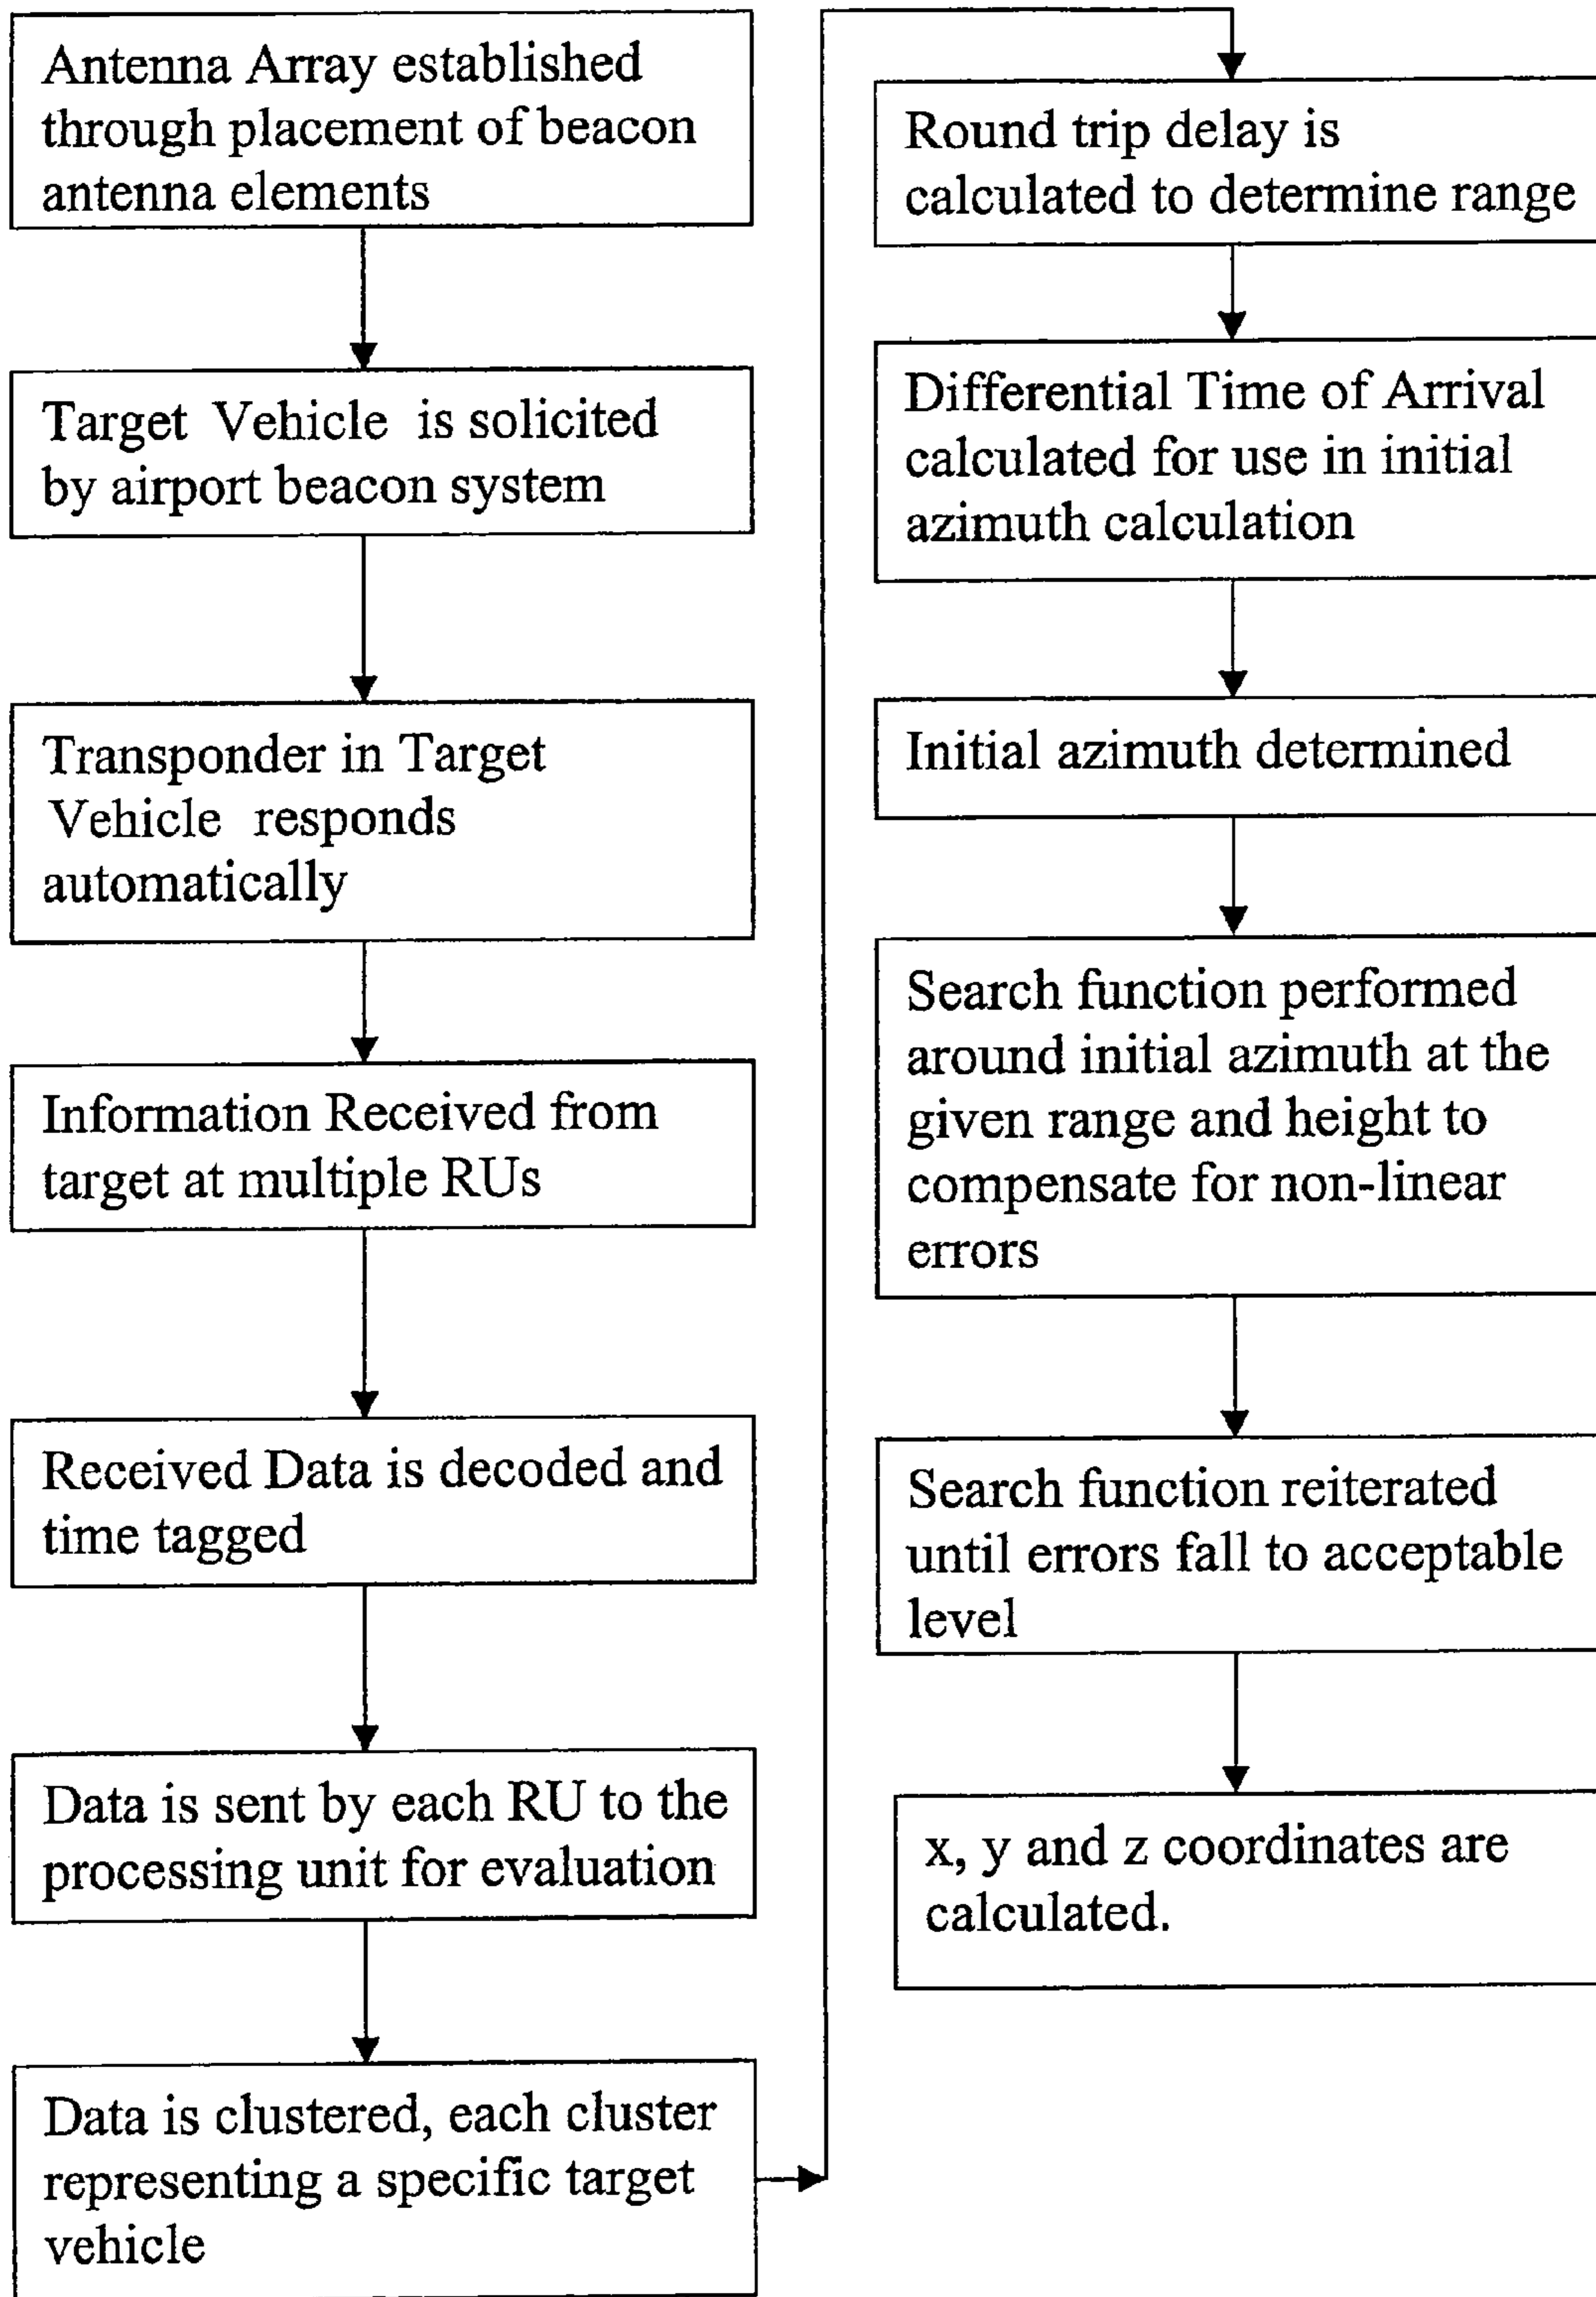 Antenna Array established
through placement of beacon
antenna elements
Target Vehicle is solicited
by airport beacon system
Transponder in Target
Vehicle responds
automatically
Information Received from
target at multiple RUs
Received Data is decoded and
time tagged
Data is sent by each RU to the
processing unit for evaluation
Data is clustered, each cluster
representing a specific target
vehicle
Round trip delay is
calculated to determine range
Differential Time of Arrival
calculated for use in initial
azimuth calculation
Initial azimuth determined
Search function performed
around initial azimuth at the
given range and height to
compensate for non-linear
errors
Search function reiterated
until errors fall to acceptable
level
x, y and z coordinates are
calculated.